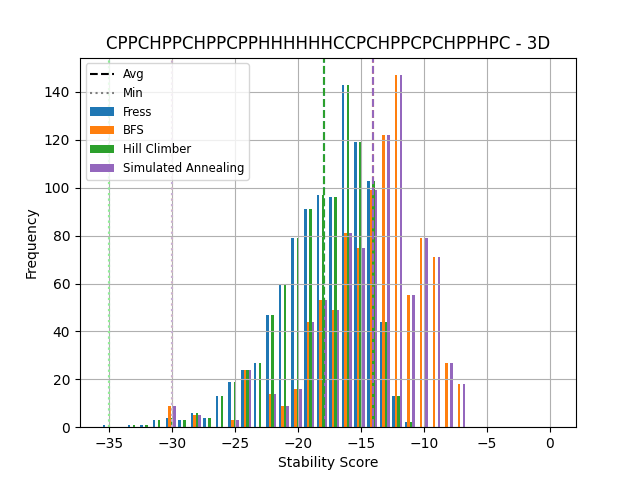 CPPCHPPCHPPCPPHHHHHHCCPCHPPCPCHPPHPC - 3D
Avg
Min
Fress
BFS
Hill Climber
Simulated Annealing
Frequency
140
120
100
80
60
40
20
0
−35 −30 −25 −20 −15 −10 −5 0
Stability Score